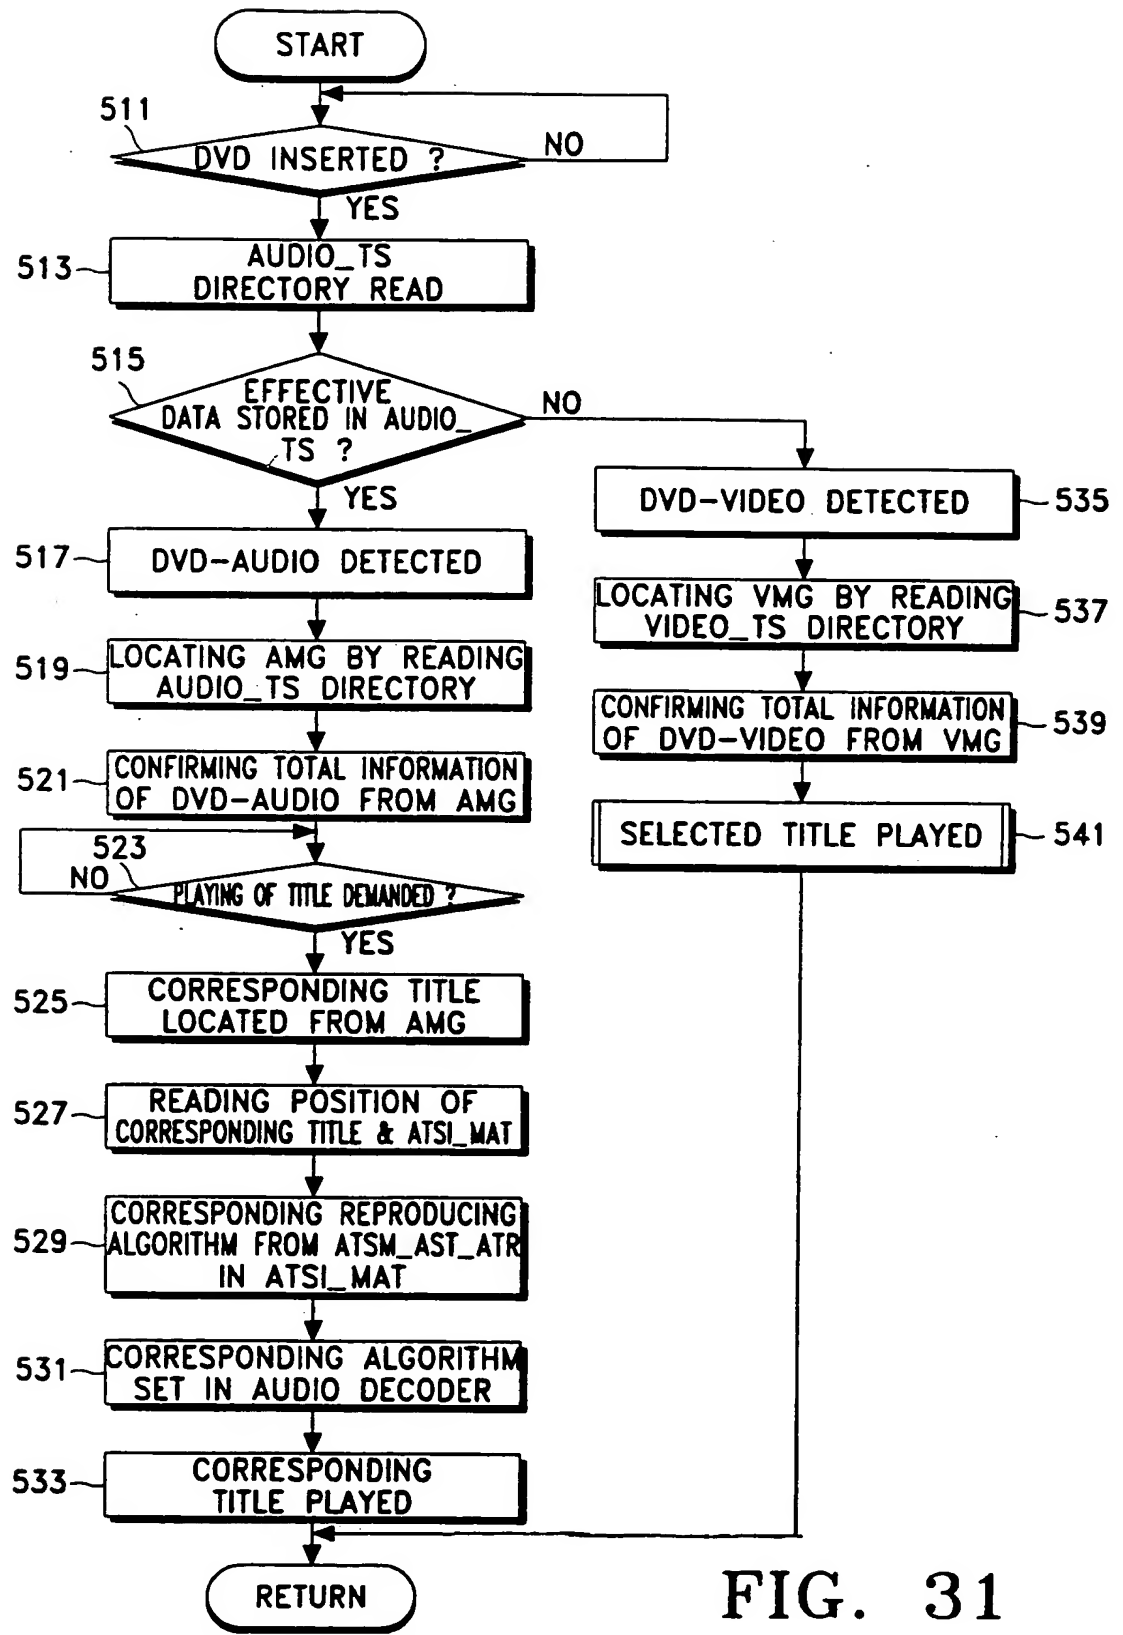 START
511
DVD INSERTED ?
NO
YES
513
AUDIO_TS
DIRECTORY READ
515
EFFECTIVE
DATA STORED IN AUDIO_
TS ?
NO
YES
517
DVD-AUDIO DETECTED
519
LOCATING AMG BY READING
AUDIO_TS DIRECTORY
521
CONFIRMING TOTAL INFORMATION
OF DVD-AUDIO FROM AMG
523
NO
PLAYING OF TITLE DEMANDED ?
YES
525
CORRESPONDING TITLE
LOCATED FROM AMG
527
READING POSITION OF
CORRESPONDING TITLE & ATSI_MAT
529
CORRESPONDING REPRODUCING
ALGORITHM FROM ATSM_AST_ATR
IN ATSI_MAT
531
CORRESPONDING ALGORITHM
SET IN AUDIO DECODER
533
CORRESPONDING
TITLE PLAYED
RETURN
DVD-VIDEO DETECTED
535
LOCATING VMG BY READING
VIDEO_TS DIRECTORY
537
CONFIRMING TOTAL INFORMATION
OF DVD-VIDEO FROM VMG
539
SELECTED TITLE PLAYED
541
FIG. 31